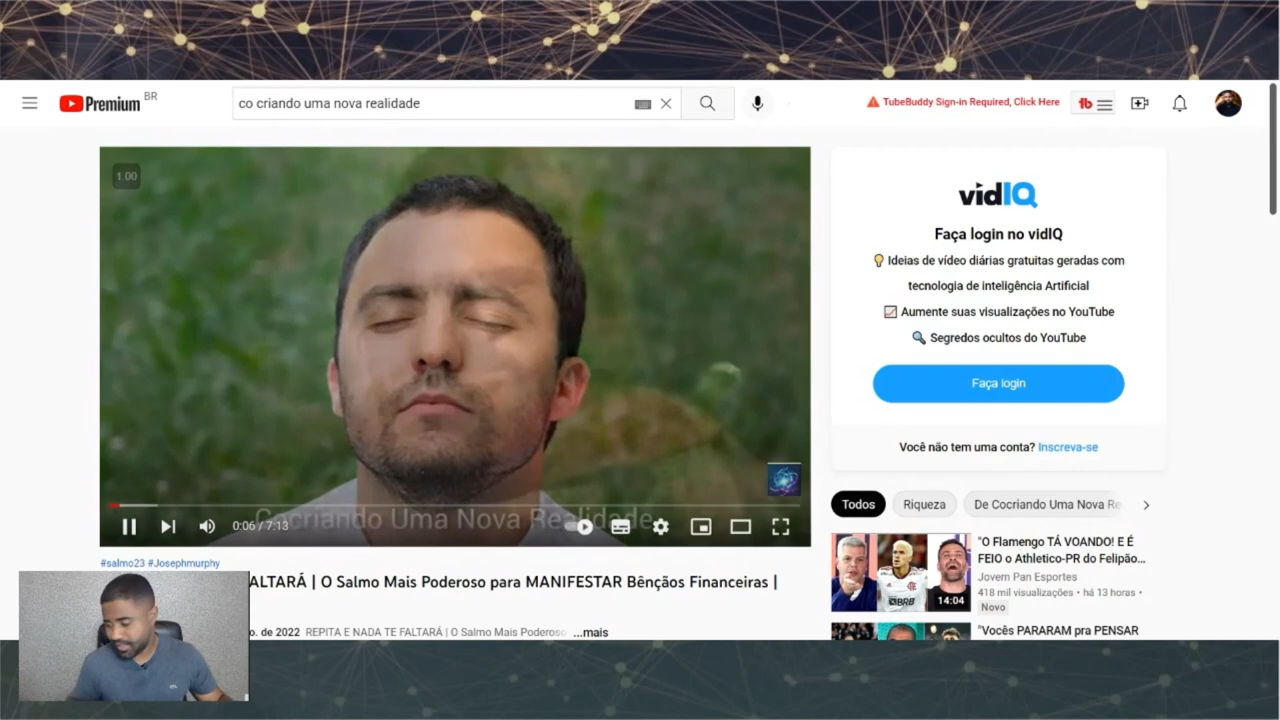 Premium BR
co criando uma nova realidade
TubeBuddy Sign-in Required, Click Here
1.00
Cocriando Uma Nova Realidade
0:06 / 7:13
#salmo23 #Josephmurphy
ALTARÁ | O Salmo Mais Poderoso para MANIFESTAR Bênçãos Financeiras |
o. de 2022 REPITA E NADA TE FALTARÁ | O Salmo Mais Poderoso ...mais
vidIQ
Faça login no vidIQ
Ideias de vídeo diárias gratuitas geradas com
tecnologia de inteligência Artificial
Aumente suas visualizações no YouTube
Segredos ocultos do YouTube
Faça login
Você não tem uma conta? Inscreva-se
Todos
Riqueza
De Cocriando Uma Nova Re
BRB
14:04
"O Flamengo TÁ VOANDO! E É
FEIO o Athletico-PR do Felipão...
Jovem Pan Esportes
418 mil visualizações • há 13 horas •
Novo
"Vocês PARARAM pra PENSAR